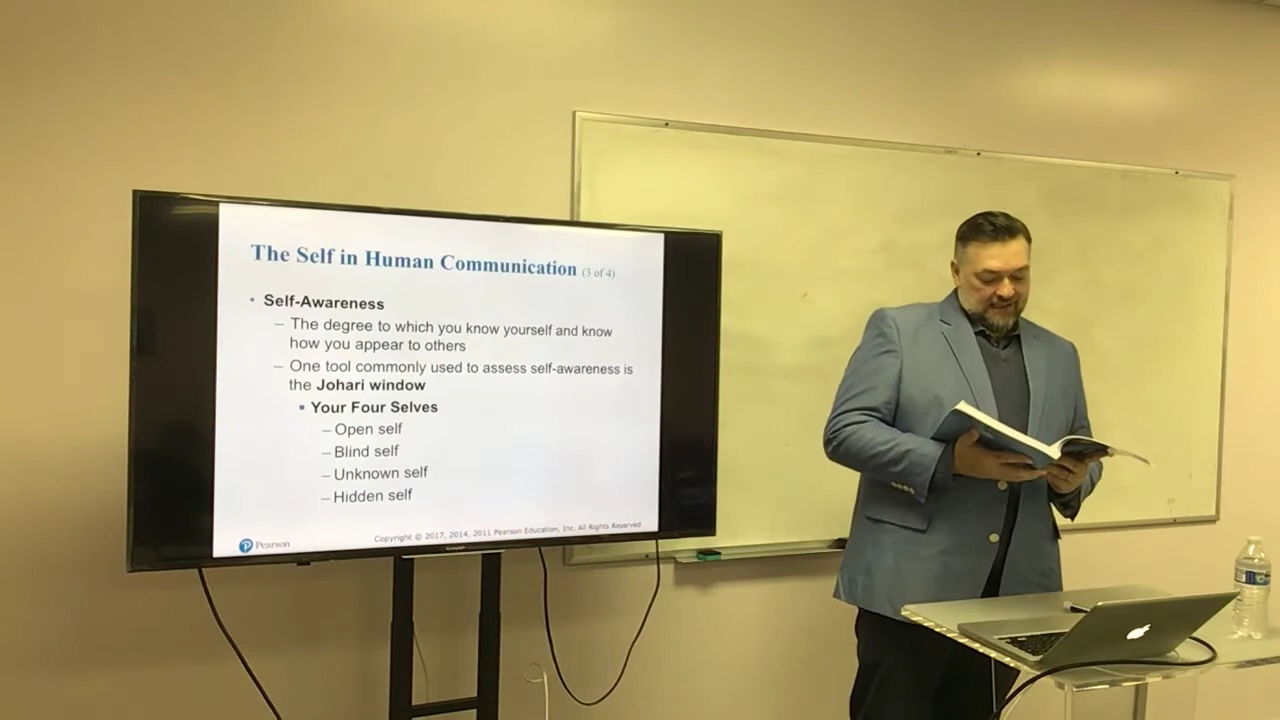 The Self in Human Communication (3 of 4)
• Self-Awareness
– The degree to which you know yourself and know
how you appear to others
– One tool commonly used to assess self-awareness is
the Johari window
▪ Your Four Selves
– Open self
– Blind self
– Unknown self
– Hidden self
Pearson
Copyright © 2017, 2014, 2011 Pearson Education, Inc. All Rights Reserved